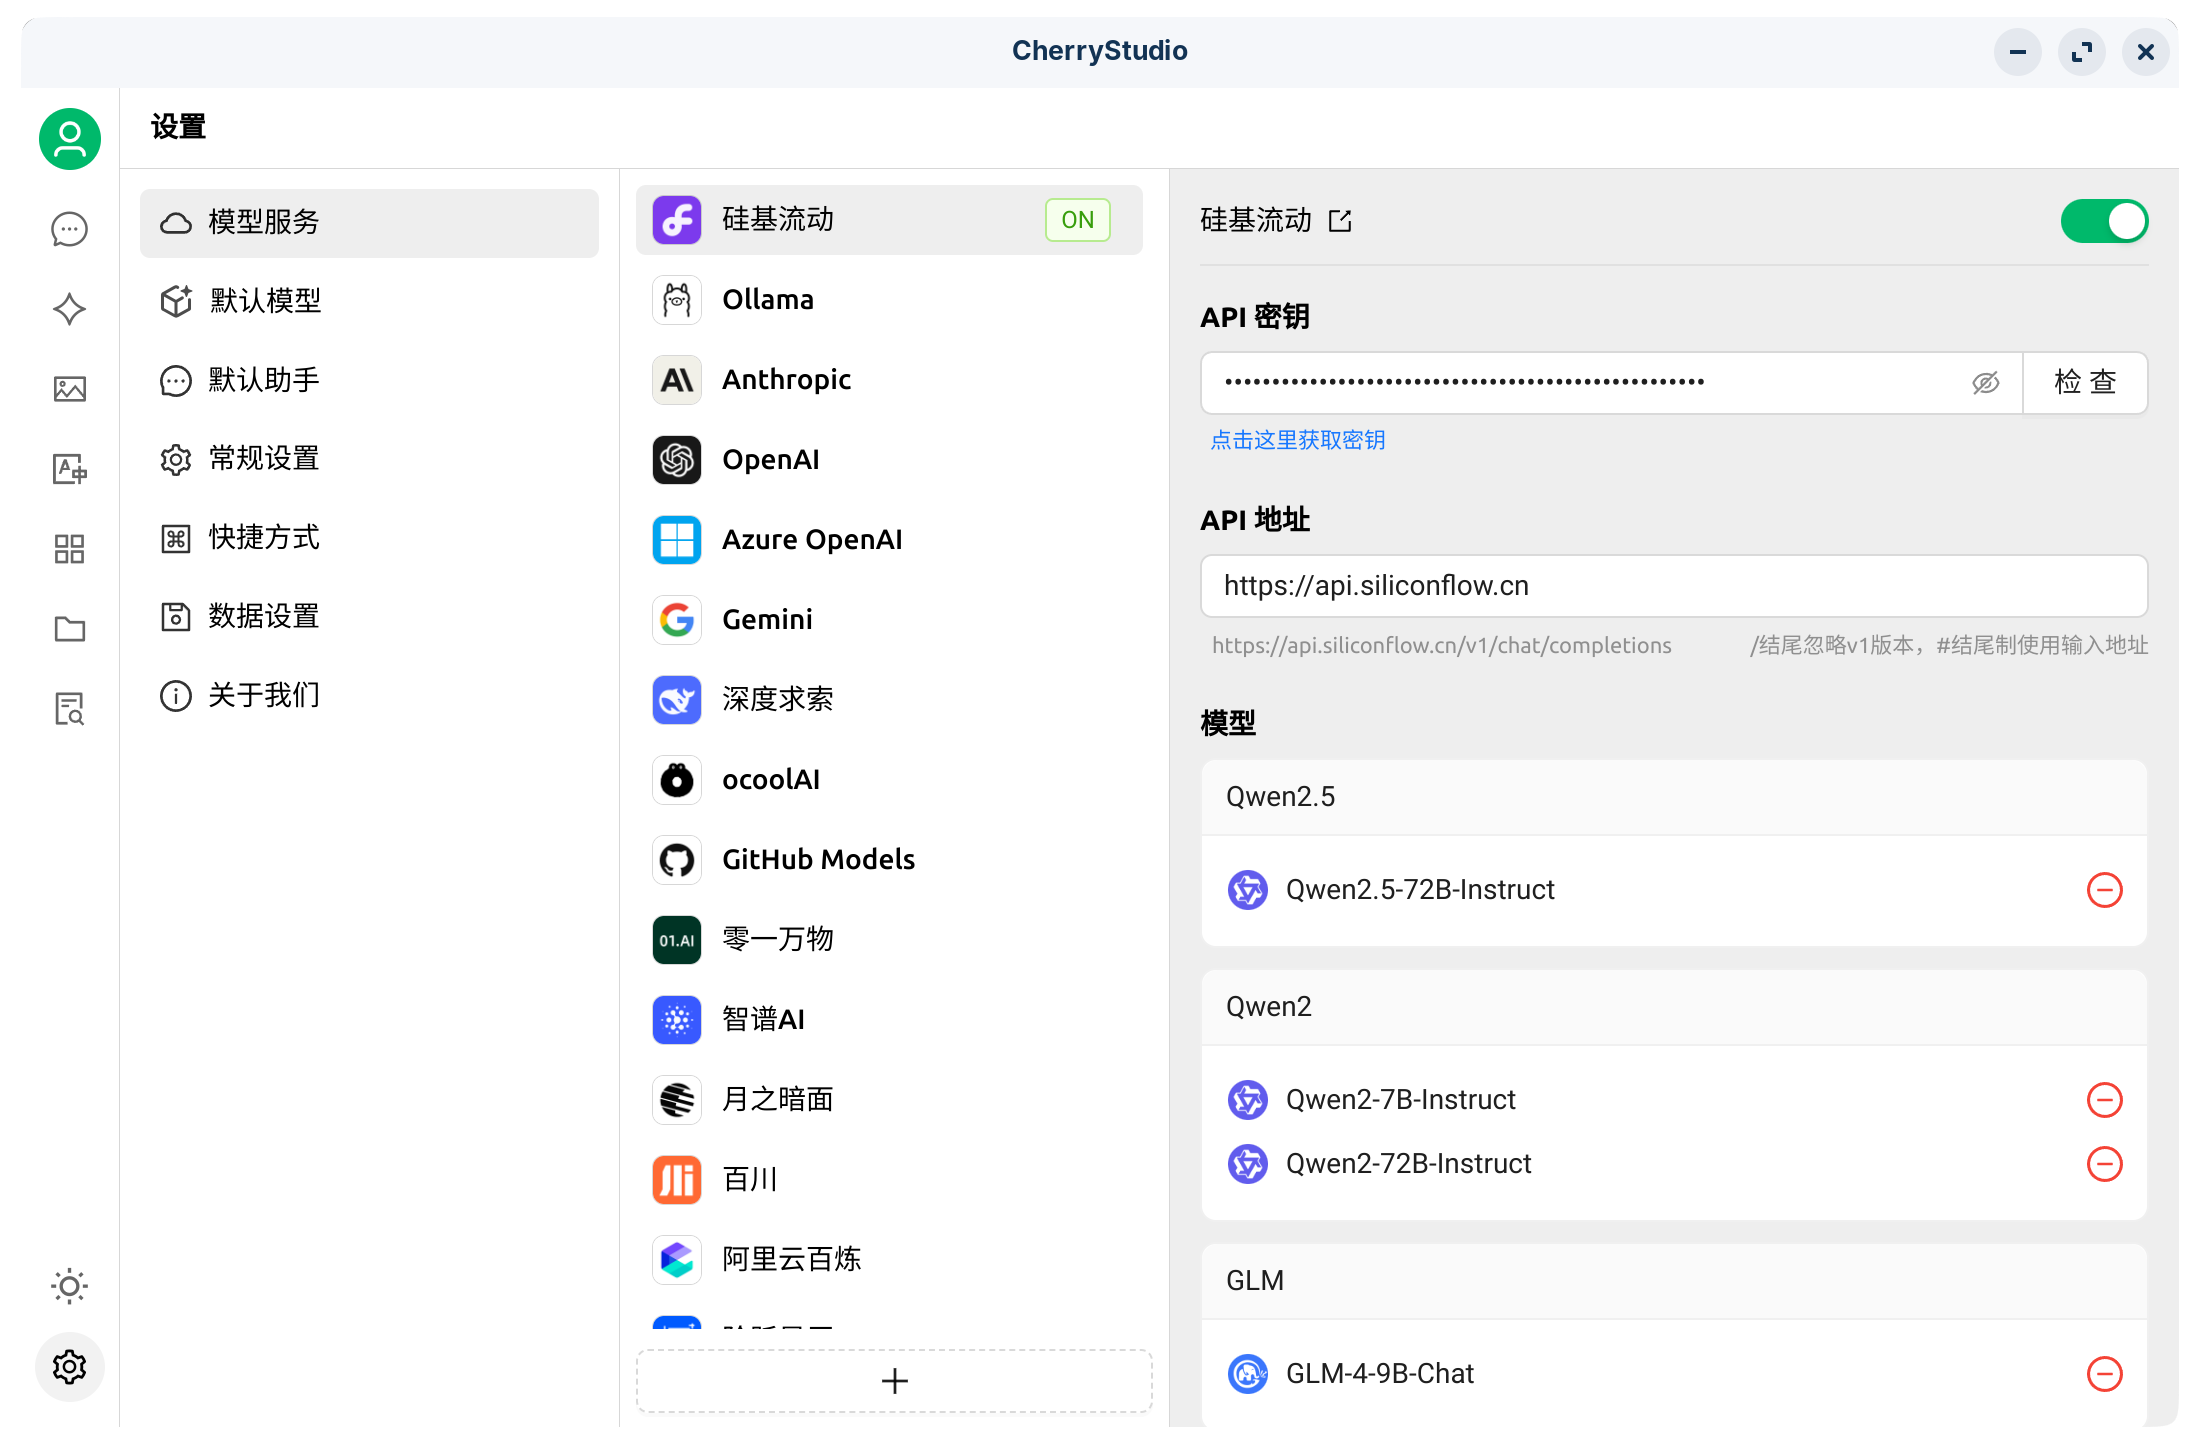 CherryStudio
设置
模型服务
默认模型
默认助手
常规设置
快捷方式
数据设置
关于我们
硅基流动 ON
Ollama
Anthropic
OpenAI
Azure OpenAI
Gemini
深度求索
ocoolAI
GitHub Models
01.AI 零一万物
智谱AI
月之暗面
百川
阿里云百炼
硅基流动
API 密钥
检 查
点击这里获取密钥
API 地址
https://api.siliconflow.cn
https://api.siliconflow.cn/v1/chat/completions /结尾忽略v1版本，#结尾制使用输入地址
模型
Qwen2.5
Qwen2.5-72B-Instruct
Qwen2
Qwen2-7B-Instruct
Qwen2-72B-Instruct
GLM
GLM-4-9B-Chat